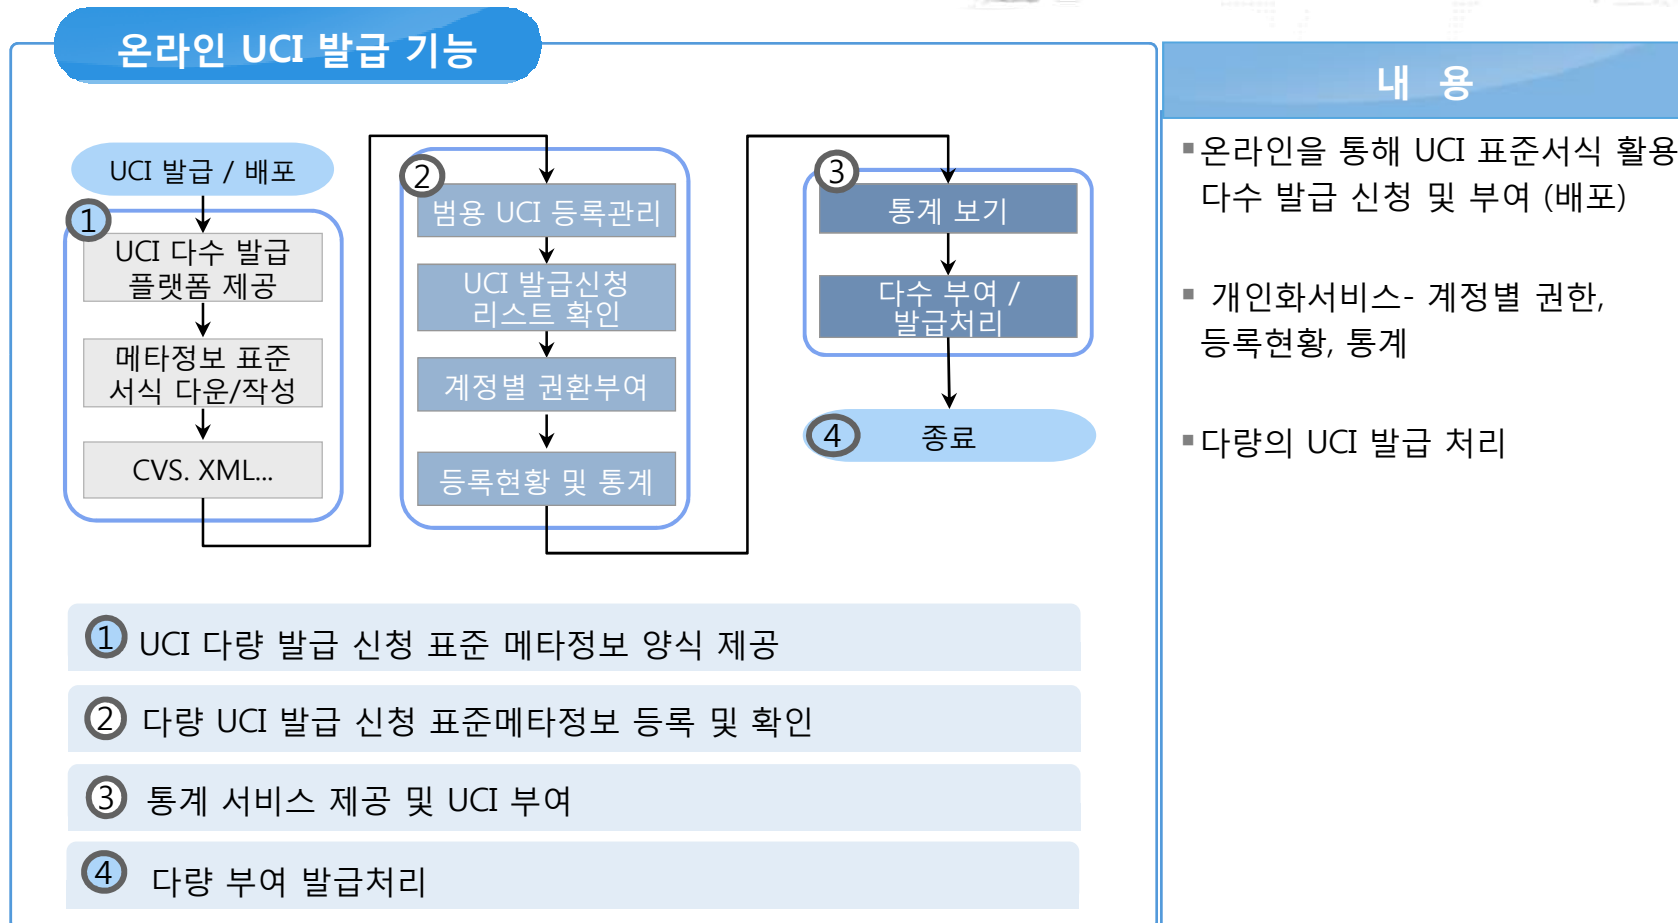 온라인 UCI 발급 기능
UCI 발급 / 배포
1
UCI 다수 발급
플랫폼 제공
메타정보 표준
서식 다운/작성
CVS. XML...
2
범용 UCI 등록관리
UCI 발급신청
리스트 확인
계정별 권환부여
등록현황 및 통계
3
통계 보기
다수 부여 /
발급처리
4
종료
1 UCI 다량 발급 신청 표준 메타정보 양식 제공
2 다량 UCI 발급 신청 표준메타정보 등록 및 확인
3 통계 서비스 제공 및 UCI 부여
4 다량 부여 발급처리
내 용
▪온라인을 통해 UCI 표준서식 활용
다수 발급 신청 및 부여 (배포)
▪ 개인화서비스- 계정별 권한,
등록현황, 통계
▪다량의 UCI 발급 처리